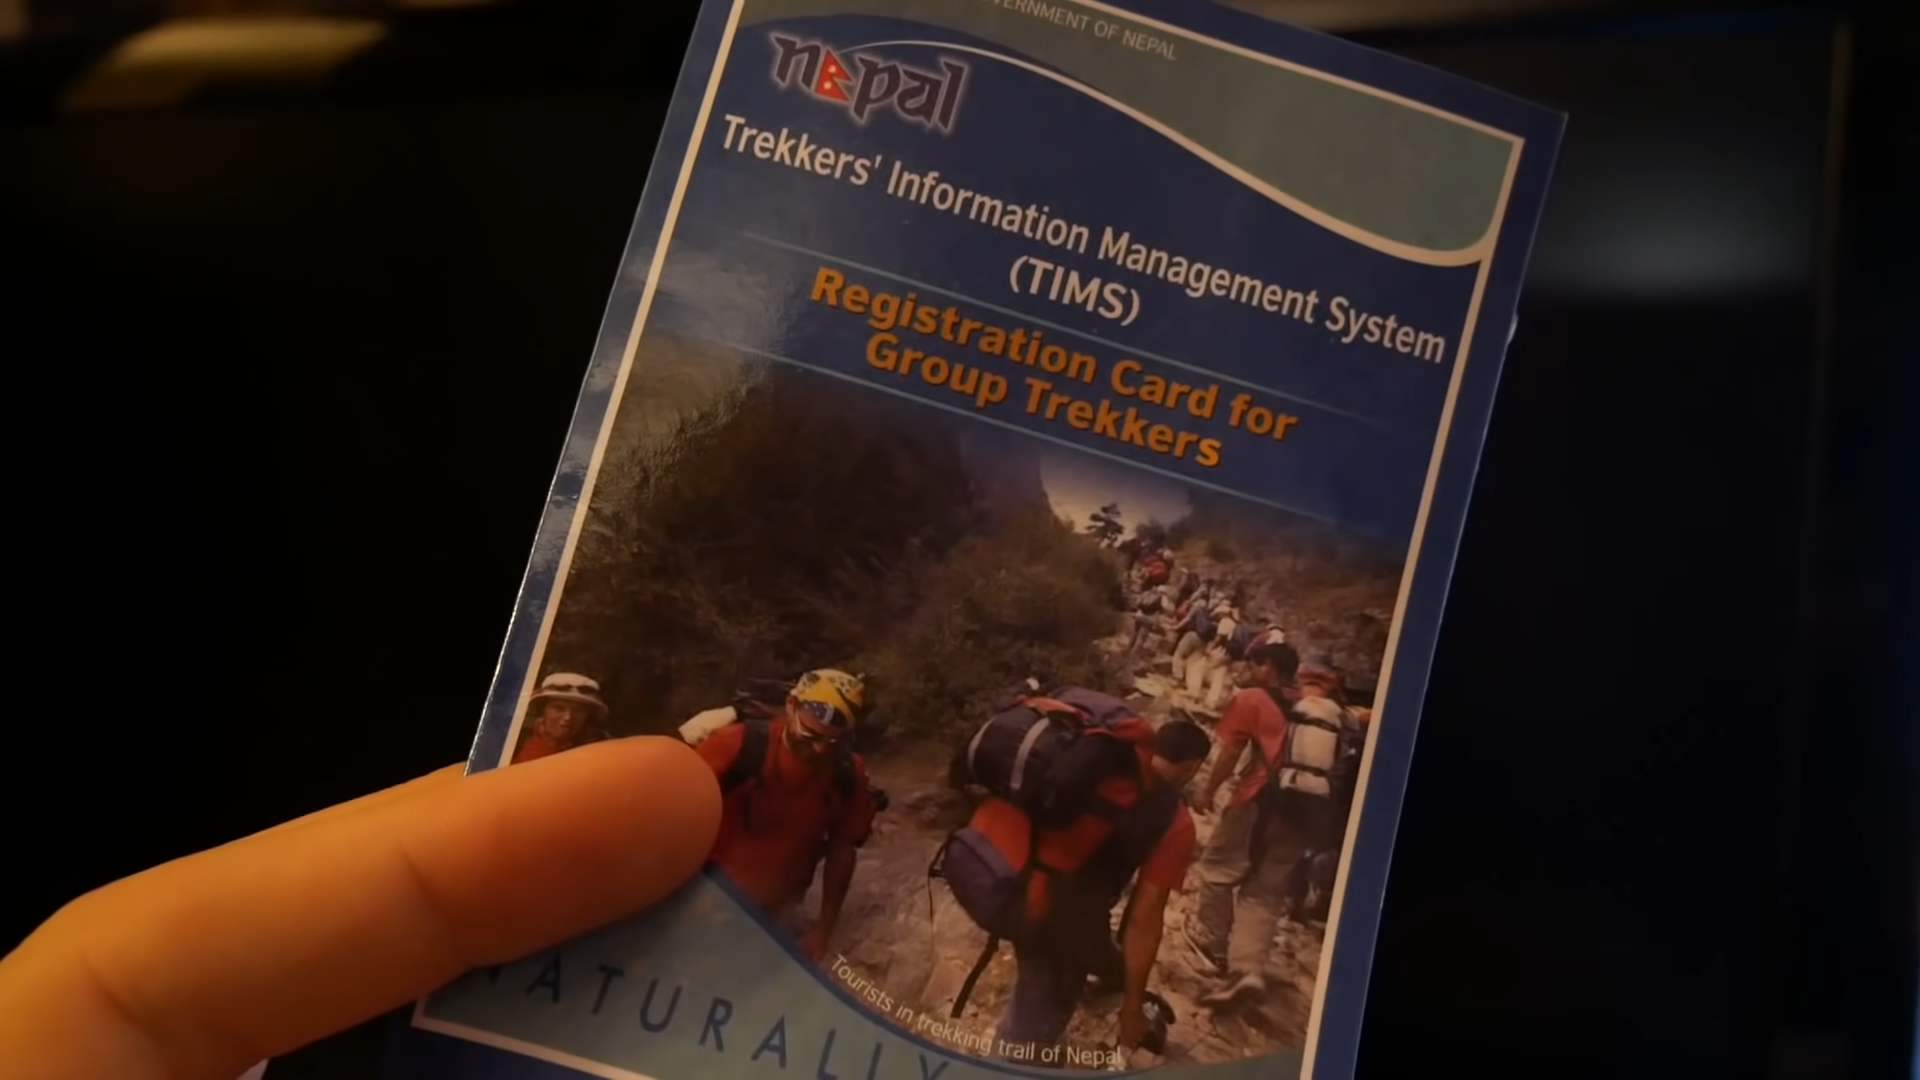 GOVERNMENT OF NEPAL
nepal
Trekkers' Information Management System
(TIMS)
Registration Card for
Group Trekkers
Tourists in trekking trail of Nepal
NATURALLY